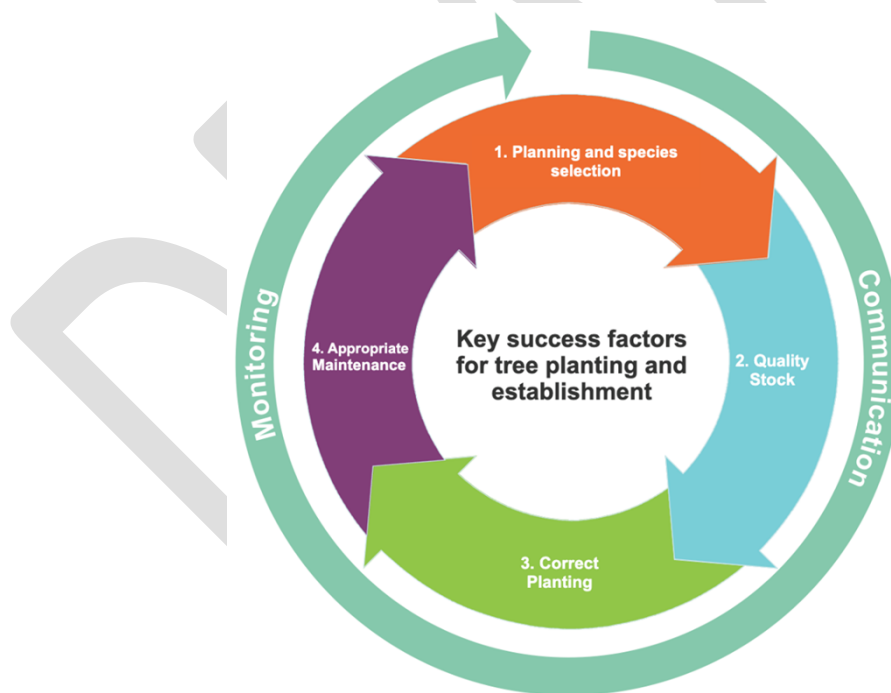 1. Planning and species
selection
Communication
2. Quality
Stock
3. Correct
Planting
4. Appropriate
Maintenance
Monitoring
Key success factors
for tree planting and
establishment